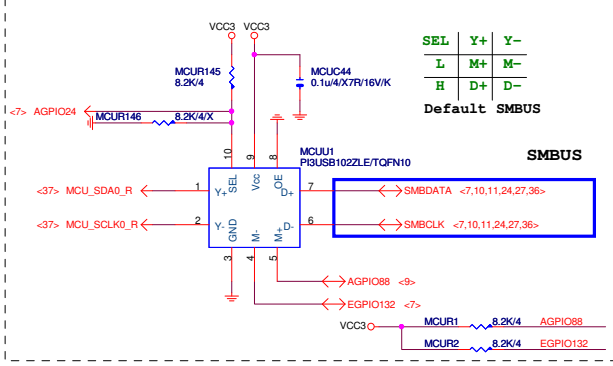 VCC3 VCC3
SEL Y+ Y-
L M+ M-
H D+ D-
Default SMBUS
MCUR145
8.2K/4
MCUC44
0.1u/4/X7R/16V/K
<7> AGPIO24
MCUR146 8.2K/4/X
10 9 8
MCUU1
PI3USB102ZLE/TQFN10
SMBUS
SEL Vcc OE
<37> MCU_SDA0_R 1 Y+ D+ 7 SMBDATA <7,10,11,24,27,36>
<37> MCU_SCLK0_R 2 Y- D- 6 SMBCLK <7,10,11,24,27,36>
GND M- M+
3 4 5
AGPIO88 <9>
EGPIO132 <7>
VCC3 MCUR1 8.2K/4 AGPIO88
MCUR2 8.2K/4 EGPIO132